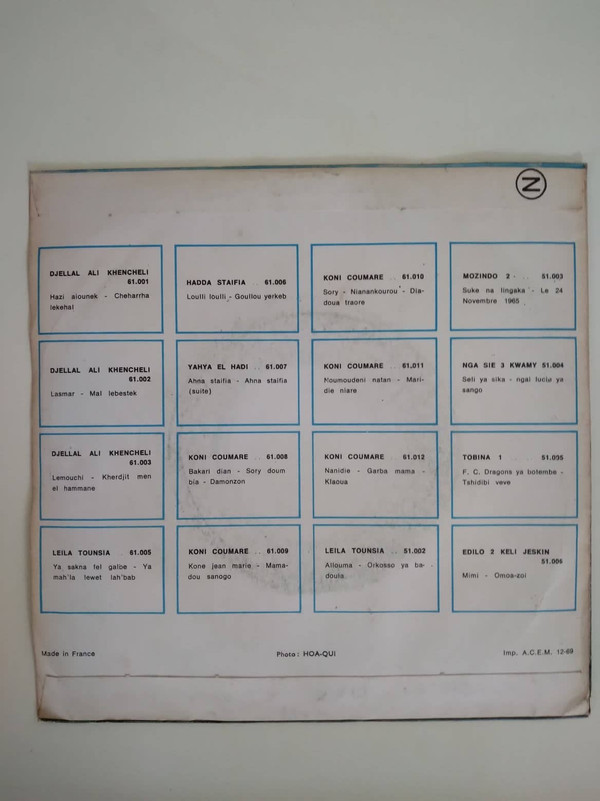 N
DJELLAL ALI KHENCHELI
61.001
Hazi aiounek - Cheharrha
lekehal
HADDA STAIFIA .. 61.006
Loulli loulli - Goullou yerkeb
KONI COUMARE .. 61.010
Sory - Nianankourou - Dia-
doua traore
MOZINDO 2 .. 51.003
Suke na lingaka - Le 24
Novembre 1965
DJELLAL ALI KHENCHELI
61.002
Lasmar - Mal lebestek
YAHYA EL HADI .. 61.007
Ahna staifia - Ahna staifia
(suite)
KONI COUMARE .. 61.011
Noumoudeni natan - Mari-
die niare
NGA SIE 3 KWAMY 51.004
Seli ya sika - ngai luciu ya
sango
DJELLAL ALI KHENCHELI
61.003
Lemouchi - Kherdjit men
el hammane
KONI COUMARE .. 61.008
Bakari dian - Sory doum
bia - Damonzon
KONI COUMARE .. 61.012
Nanidie - Garba mama -
Klaoua
TOBINA 1 .. 51.005
F. C. Dragons ya botembe -
Tshidibi veve
LEILA TOUNSIA . 61.005
Ya sakna fel galbe - Ya
mah'la lewet lah'bab
KONI COUMARE .. 61.009
Kone jean marie - Mama-
dou sanogo
LEILA TOUNSIA .. 51.002
Allouma - Orkosso ya ba-
doula
EDILO 2 KELI JESKIN
51.006
Mimi - Omoa-zoi
Made in France
Photo : HOA-QUI
Imp. A.C.E.M. 12-69